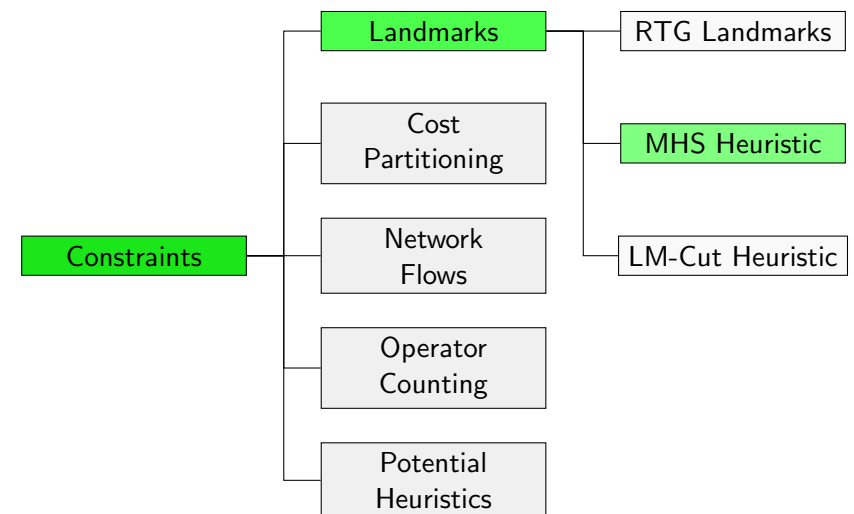 Constraints
Landmarks
Cost
Partitioning
Network
Flows
Operator
Counting
Potential
Heuristics
RTG Landmarks
MHS Heuristic
LM-Cut Heuristic